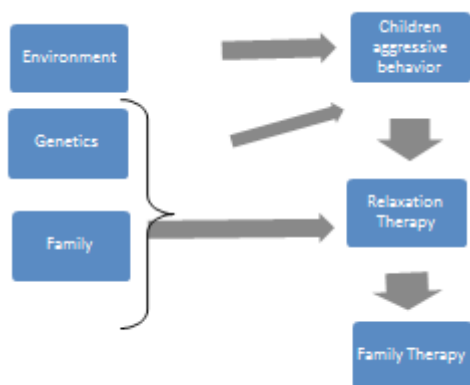 Environment
Children
aggressive
behavior
Genetics
Relaxation
Therapy
Family
Family Therapy